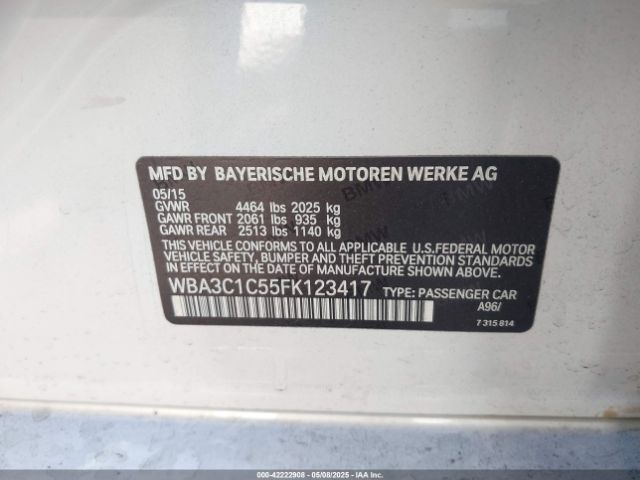 MFD BY BAYERISCHE MOTOREN WERKE AG
05/15
GVWR 4464 lbs 2025 kg
GAWR FRONT 2061 lbs 935 kg
GAWR REAR 2513 lbs 1140 kg
THIS VEHICLE CONFORMS TO ALL APPLICABLE U.S.FEDERAL MOTOR
VEHICLE SAFETY, BUMPER AND THEFT PREVENTION STANDARDS IN
EFFECT ON THE DATE OF MANUFACTURE SHOWN ABOVE.
WBA3C1C55FK123417 TYPE: PASSENGER CAR
A96/
7 315 814
000-42222908 - 05/08/2025 - IAAI CORPORATE